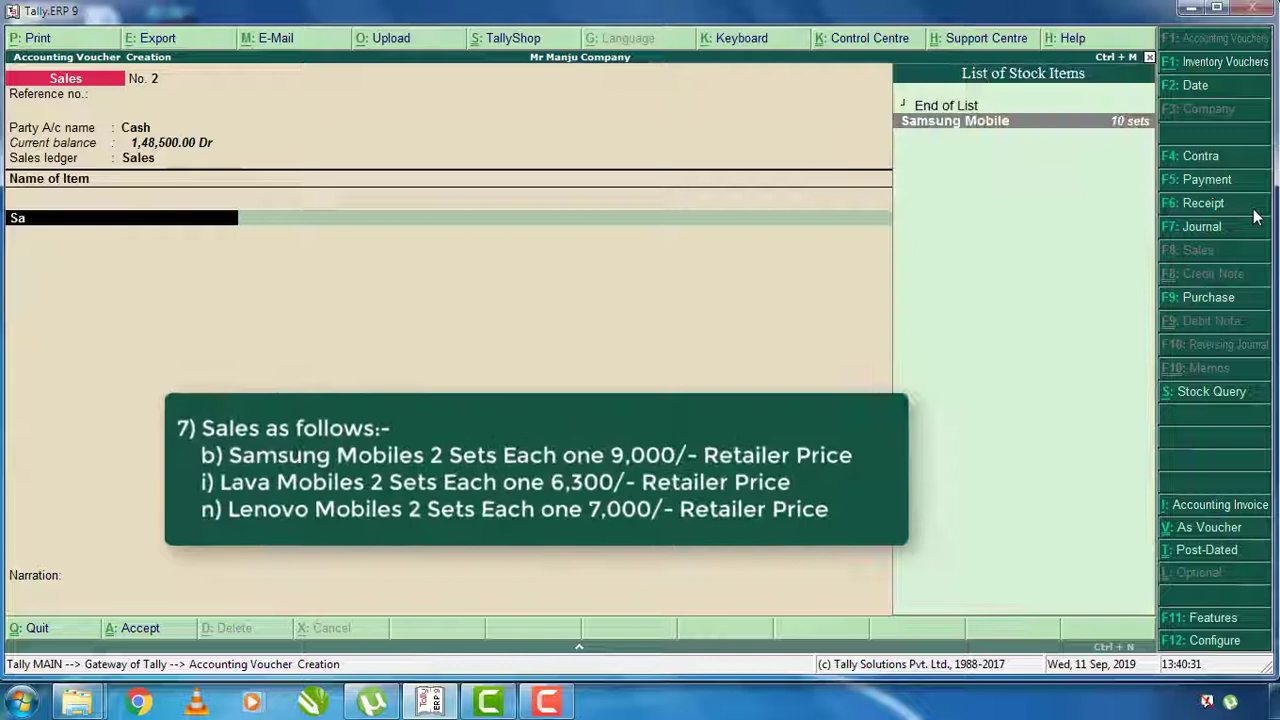 Tally.ERP 9
P: Print E: Export M: E-Mail O: Upload S: TallyShop G: Language K: Keyboard K: Control Centre H: Support Centre H: Help
Accounting Voucher Creation Mr Manju Company Ctrl + M
Sales No. 2
Reference no.:
Party A/c name : Cash
Current balance : 1,48,500.00 Dr
Sales ledger : Sales
Name of Item
Sa
List of Stock Items
End of List
Samsung Mobile 10 sets
7) Sales as follows:-
b) Samsung Mobiles 2 Sets Each one 9,000/- Retailer Price
i) Lava Mobiles 2 Sets Each one 6,300/- Retailer Price
n) Lenovo Mobiles 2 Sets Each one 7,000/- Retailer Price
Narration:
F1: Accounting Vouchers
F1: Inventory Vouchers
F2: Date
F3: Company
F4: Contra
F5: Payment
F6: Receipt
F7: Journal
F8: Sales
F8: Credit Note
F9: Purchase
F9: Debit Note
F10: Reversing Journal
F10: Memos
S: Stock Query
I: Accounting Invoice
V: As Voucher
T: Post-Dated
L: Optional
F11: Features
F12: Configure
Q: Quit A: Accept D: Delete X: Cancel
Ctrl + N
Tally MAIN --> Gateway of Tally --> Accounting Voucher Creation (c) Tally Solutions Pvt. Ltd., 1988-2017 Wed, 11 Sep, 2019 13:40:31